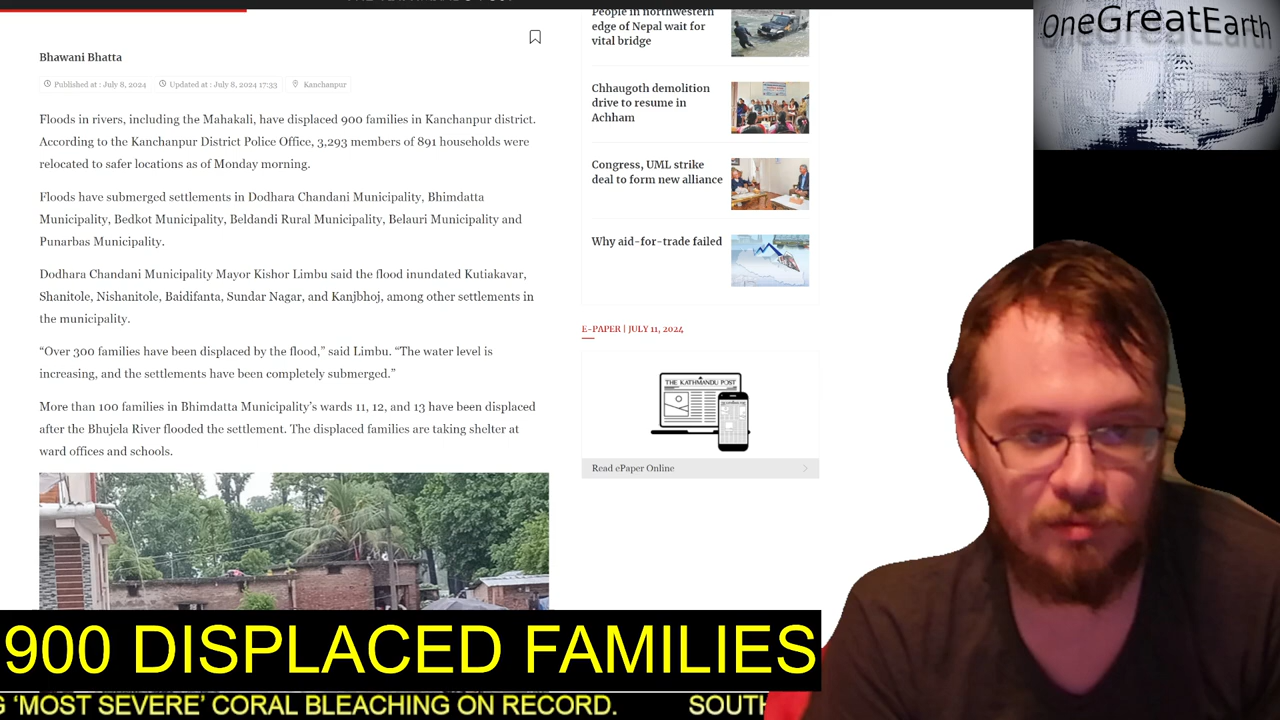 Bhawani Bhatta
Published at : July 8, 2024 Updated at : July 8, 2024 17:33 Kanchanpur
Floods in rivers, including the Mahakali, have displaced 900 families in Kanchanpur district.
According to the Kanchanpur District Police Office, 3,293 members of 891 households were
relocated to safer locations as of Monday morning.
Floods have submerged settlements in Dodhara Chandani Municipality, Bhimdatta
Municipality, Bedkot Municipality, Beldandi Rural Municipality, Belauri Municipality and
Punarbas Municipality.
Dodhara Chandani Municipality Mayor Kishor Limbu said the flood inundated Kutiakavar,
Shanitole, Nishanitole, Baidifanta, Sundar Nagar, and Kanjbhoj, among other settlements in
the municipality.
“Over 300 families have been displaced by the flood,” said Limbu. “The water level is
increasing, and the settlements have been completely submerged.”
More than 100 families in Bhimdatta Municipality’s wards 11, 12, and 13 have been displaced
after the Bhujela River flooded the settlement. The displaced families are taking shelter at
ward offices and schools.
People in northwestern
edge of Nepal wait for
vital bridge
Chhaugoth demolition
drive to resume in
Achham
Congress, UML strike
deal to form new alliance
Why aid-for-trade failed
E-PAPER | JULY 11, 2024
THE KATHMANDU POST
Read ePaper Online
OneGreatEarth
900 DISPLACED FAMILIES
G ‘MOST SEVERE’ CORAL BLEACHING ON RECORD. SOUTH